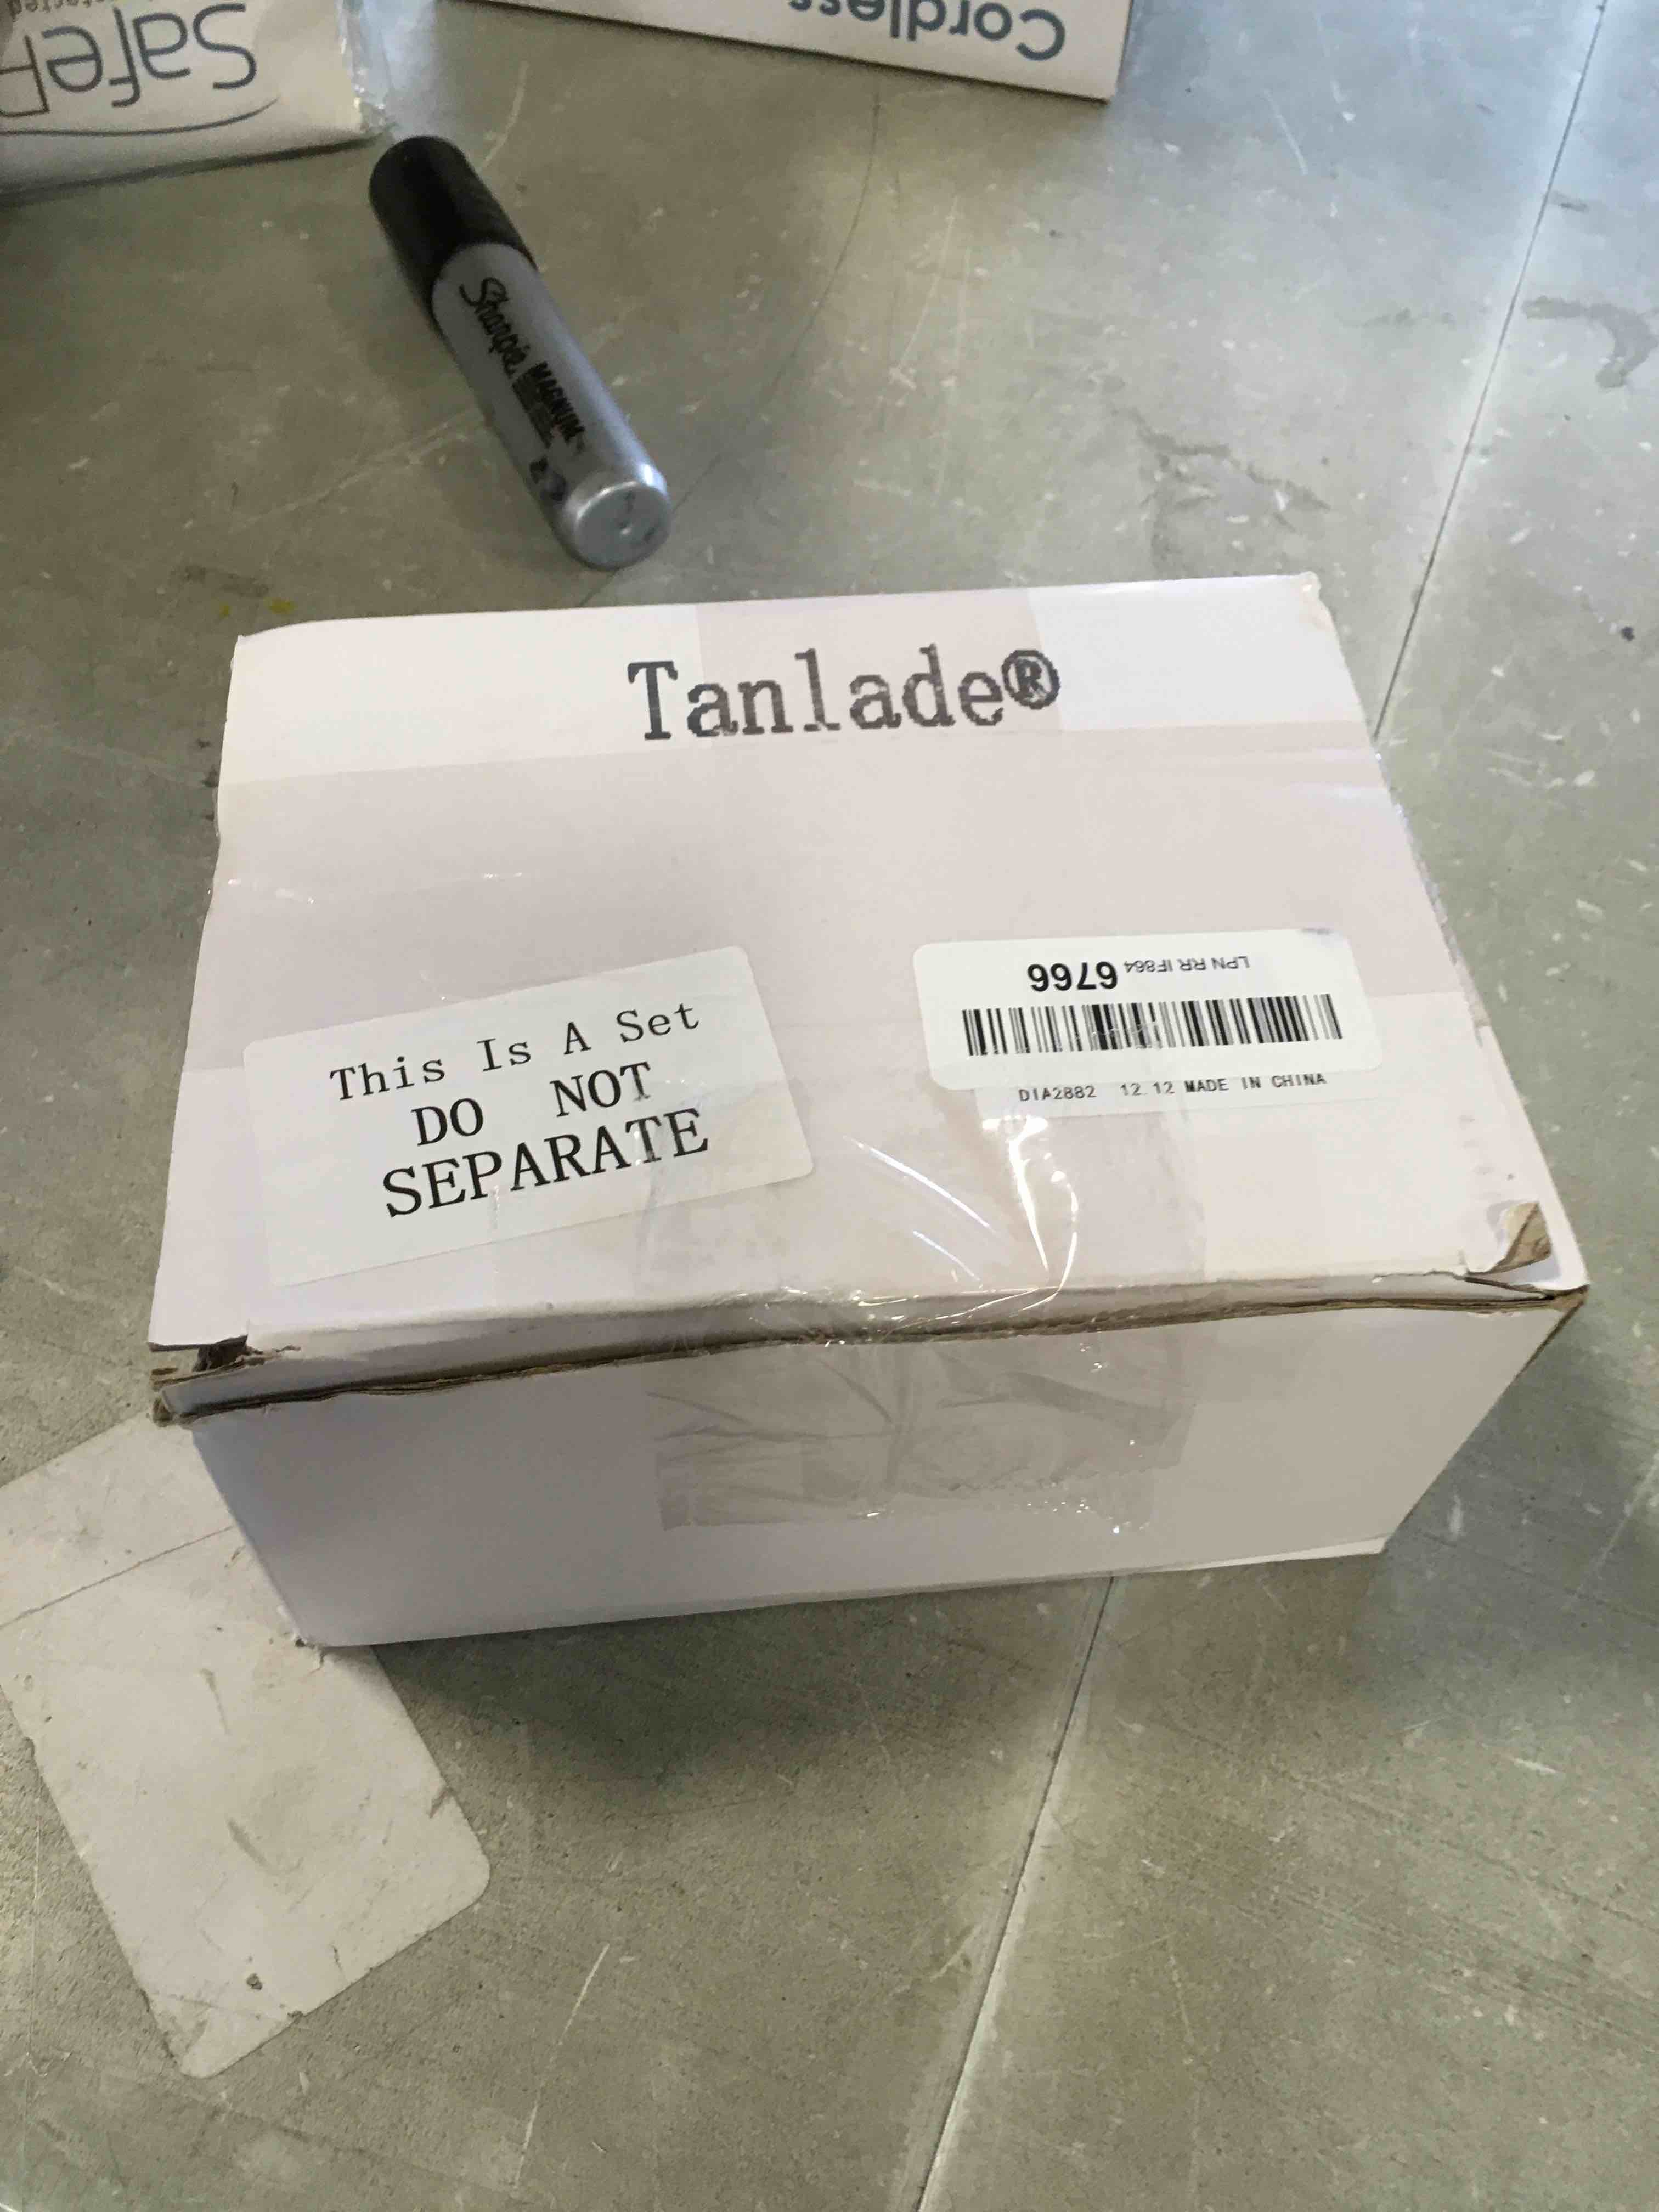 Cordless
SafeP
Sharpie
MAGNUM
Tanlade®
LPN RR IF864 6766
This Is A Set
DO NOT
SEPARATE
DIA2882 12.12 MADE IN CHINA